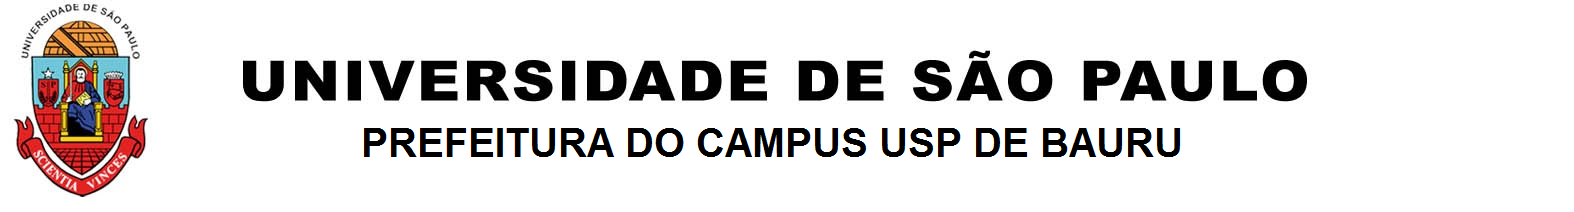 UNIVERSIDADE DE SÃO PAULO
SCIENTIA VINCES
UNIVERSIDADE DE SÃO PAULO
PREFEITURA DO CAMPUS USP DE BAURU